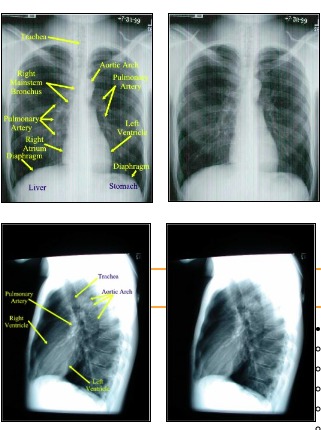 Trachea
Aortic Arch
Right
Mainstem
Bronchus
Pulmonary
Artery
Pulmonary
Artery
Left
Ventricle
Right
Atrium
Diaphragm
Diaphragm
Liver
Stomach
Trachea
Aortic Arch
Pulmonary
Artery
Right
Ventricle
Left
Ventricle